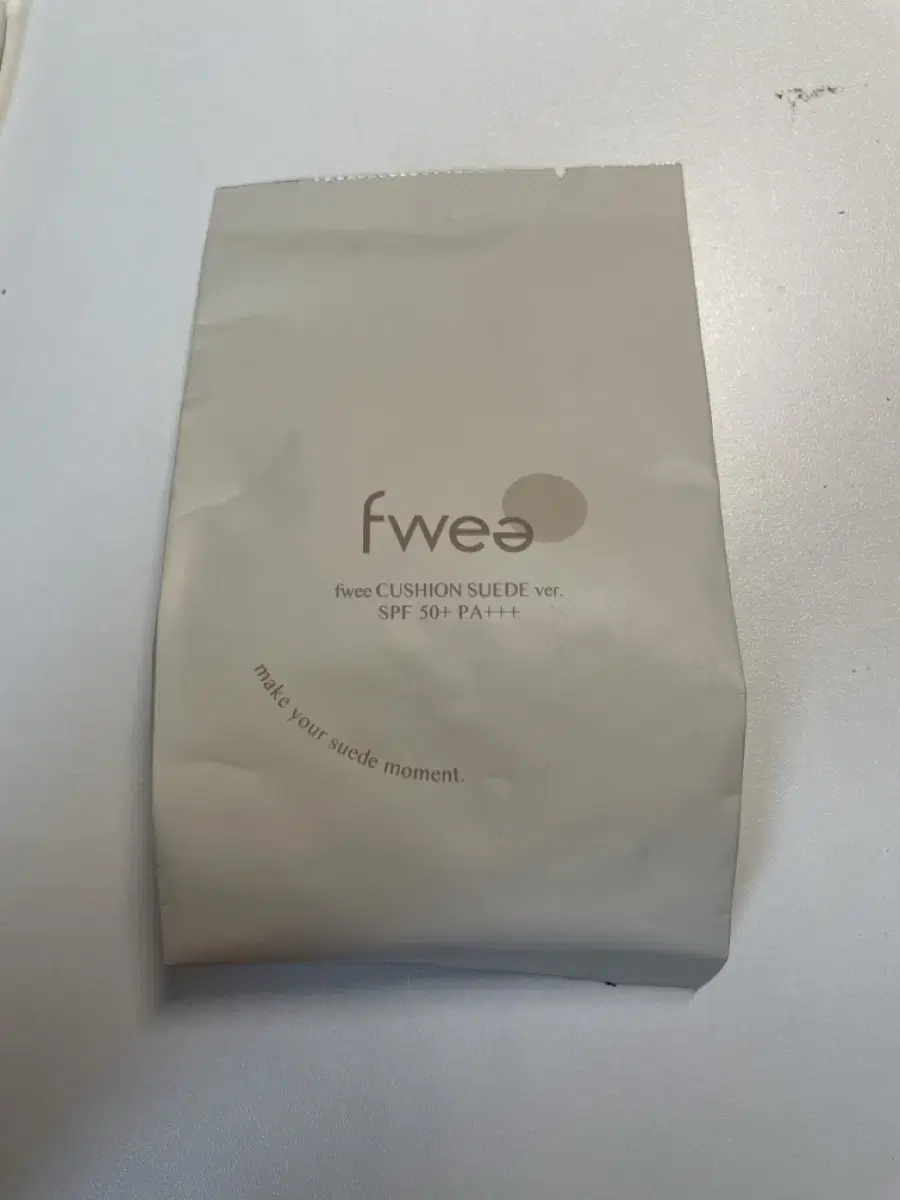 fwee
fwee CUSHION SUEDE ver.
SPF 50+ PA+++
make your suede moment.